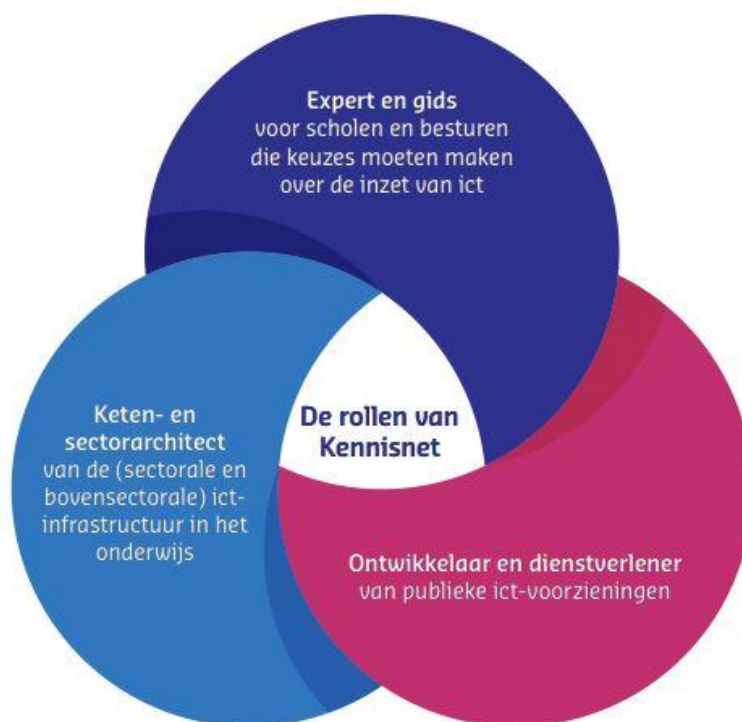 Expert en gids
voor scholen en besturen
die keuzes moeten maken
over de inzet van ict
Keten- en
sectorarchitect
van de (sectorale en
bovensectorale) ict-
infrastructuur in het
onderwijs
De rollen van
Kennisnet
Ontwikkelaar en dienstverlener
van publieke ict-voorzieningen